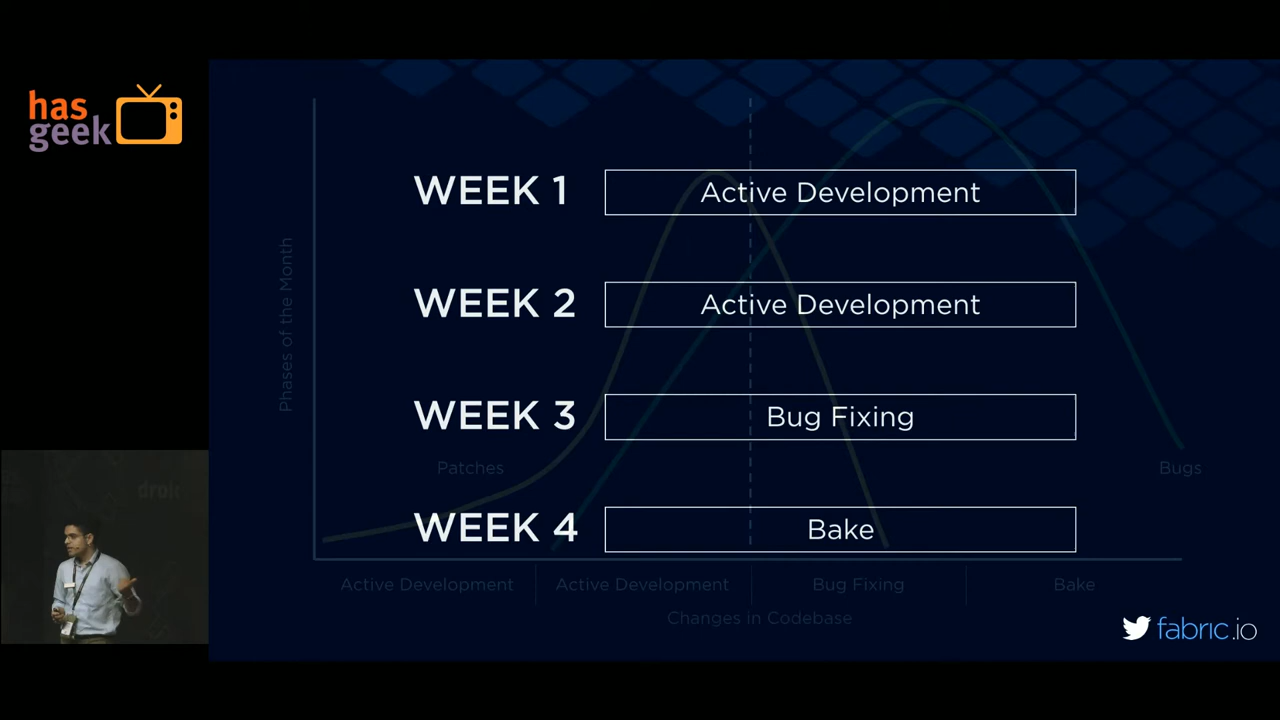 has
geek
WEEK 1
Active Development
WEEK 2
Active Development
WEEK 3
Bug Fixing
WEEK 4
Bake
Phases of the Month
Patches
Bugs
Active Development
Active Development
Bug Fixing
Bake
Changes in Codebase
fabric.io